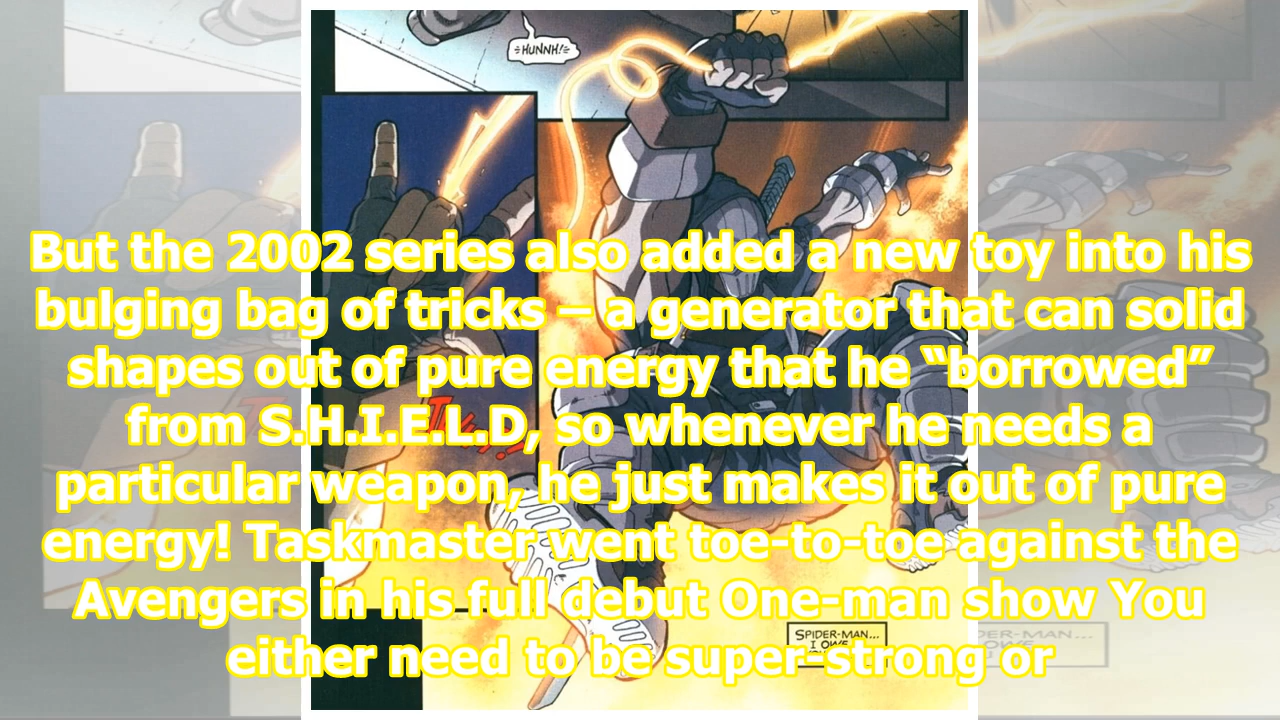 ÷HUNNH!÷
But the 2002 series also added a new toy into his
bulging bag of tricks – a generator that can solid
shapes out of pure energy that he “borrowed”
from S.H.I.E.L.D, so whenever he needs a
particular weapon, he just makes it out of pure
energy! Taskmaster went toe-to-toe against the
Avengers in his full debut One-man show You
either need to be super-strong or
SPIDER-MAN...
I OWE